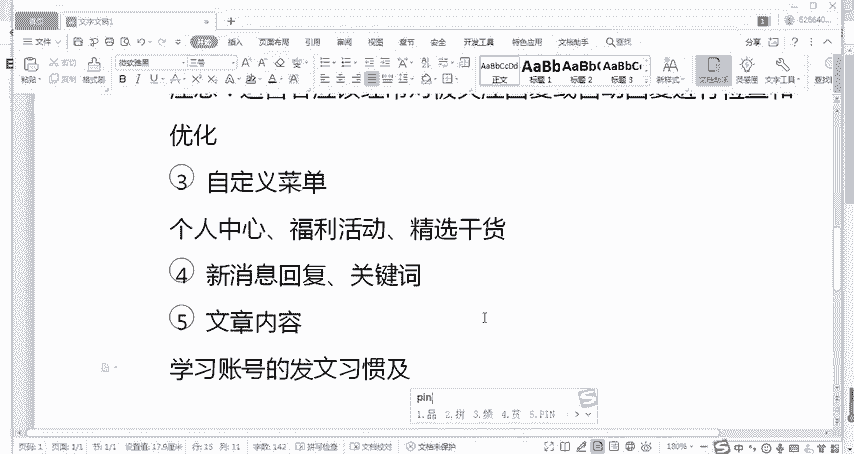 文字文稿1
1
626640...
文件
开始
插入
页面布局
引用
审阅
视图
章节
安全
开发工具
特色应用
文档助手
查找
分享
粘贴
剪切
复制
格式刷
微软雅黑
三号
B I U
AaBbCcDd AaBb AaBb( AaBbC
正文 标题 1 标题 2 标题 3
新样式
文档助手
文字工具
优化
③ 自定义菜单
个人中心、福利活动、精选干货
④ 新消息回复、关键词
⑤ 文章内容
学习账号的发文习惯及
pin
1.品 2.拼 3.频 4.贫 5.PIN
页码: 1 页面: 1/1 节: 1/1 设置值: 17.9厘米 行: 15 列: 11 字数: 142 拼写检查 文档校对 文档未保护
180%
中